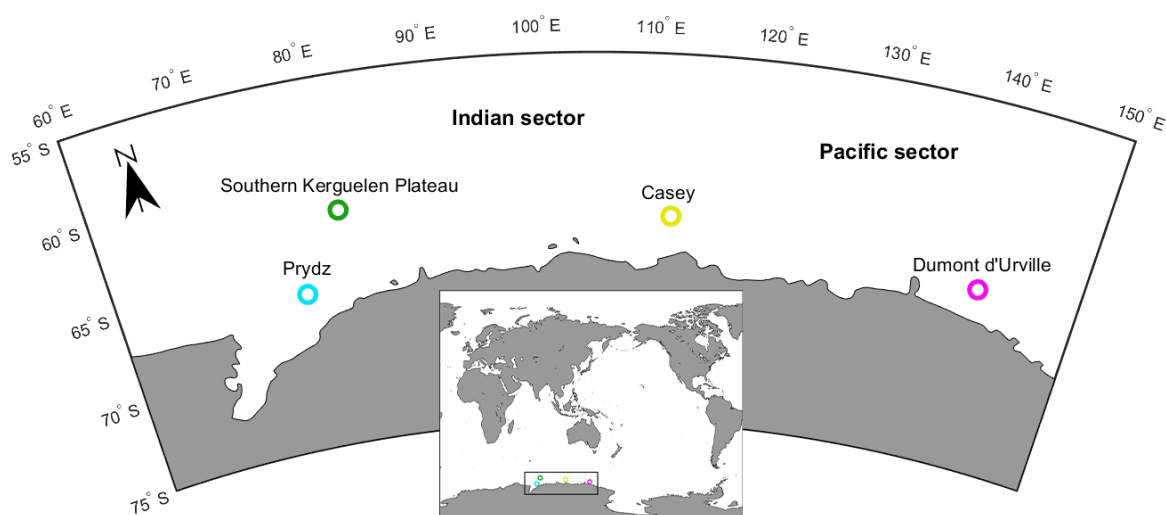 60° E
70° E
80° E
90° E
100° E
110° E
120° E
130° E
140° E
150° E
55° S
60° S
65° S
70° S
75° S
N
Indian sector
Pacific sector
Southern Kerguelen Plateau
Casey
Prydz
Dumont d'Urville